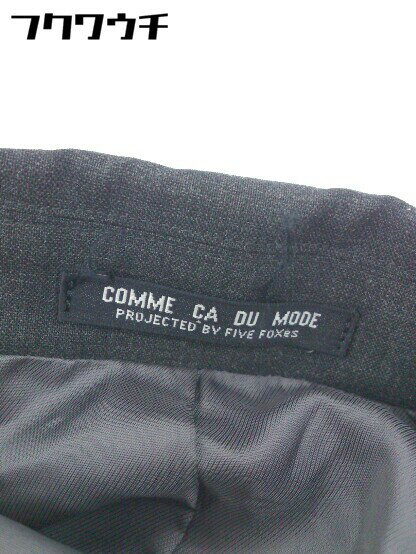 フクワウチ
COMME ÇA DU MODE
PROJECTED BY FIVE FOXes